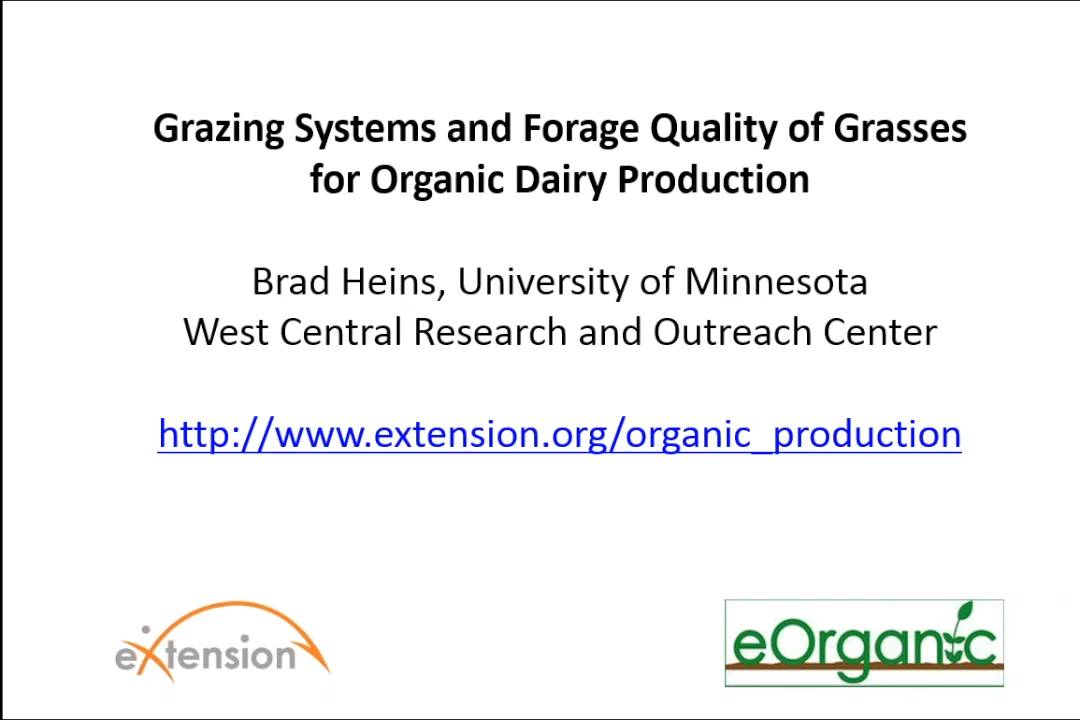 Grazing Systems and Forage Quality of Grasses
for Organic Dairy Production
Brad Heins, University of Minnesota
West Central Research and Outreach Center
http://www.extension.org/organic_production
eXtension
eOrganic